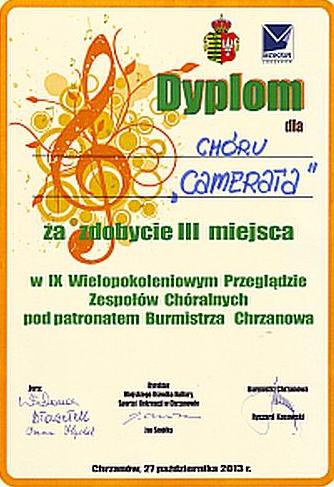 Dyplom
dla
CHÓRU
„CAMERATA”
za zdobycie III miejsca
w IX Wielopokoleniowym Przeglądzie
Zespołów Chóralnych
pod patronatem Burmistrza Chrzanowa
Jury:
Dyrektor
Miejskiego Ośrodka Kultury,
Sportu i Rekreacji w Chrzanowie
Burmistrz Chrzanowa
Ryszard Kosowski
Chrzanów, 27 października 2013 r.